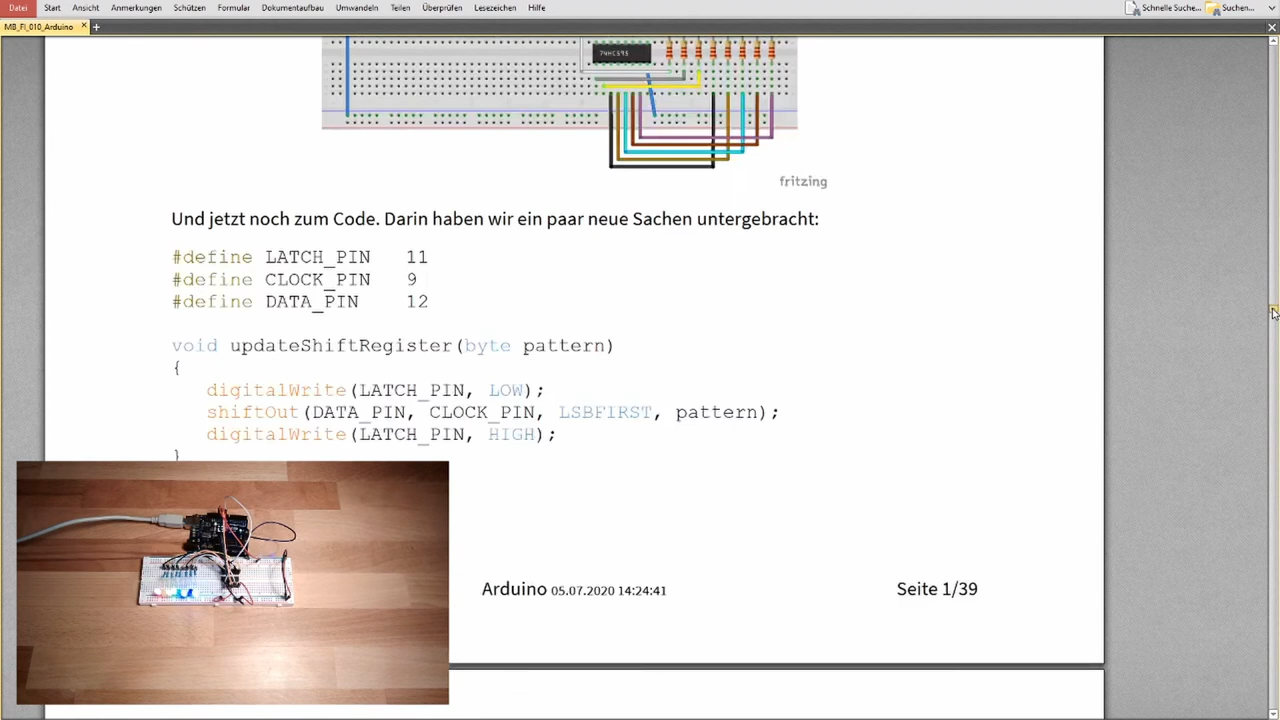 Datei Start Ansicht Anmerkungen Schützen Formular Dokumentaufbau Umwandeln Teilen Überprüfen Lesezeichen Hilfe Schnelle Suche... Suchen...
MB_FI_010_Arduino
74HC595
fritzing
Und jetzt noch zum Code. Darin haben wir ein paar neue Sachen untergebracht:
#define LATCH_PIN 11
#define CLOCK_PIN 9
#define DATA_PIN 12
void updateShiftRegister(byte pattern)
{
digitalWrite(LATCH_PIN, LOW);
shiftOut(DATA_PIN, CLOCK_PIN, LSBFIRST, pattern);
digitalWrite(LATCH_PIN, HIGH);
}
Arduino 05.07.2020 14:24:41 Seite 1/39